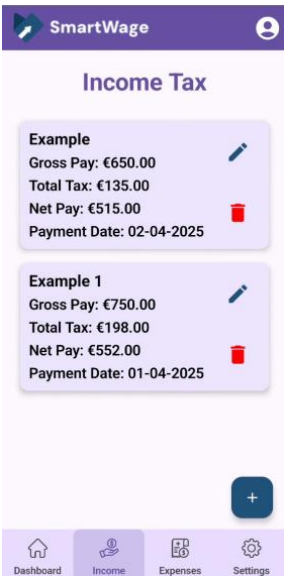 SmartWage
Income Tax
Example
Gross Pay: €650.00
Total Tax: €135.00
Net Pay: €515.00
Payment Date: 02-04-2025
Example 1
Gross Pay: €750.00
Total Tax: €198.00
Net Pay: €552.00
Payment Date: 01-04-2025
+
Dashboard Income Expenses Settings